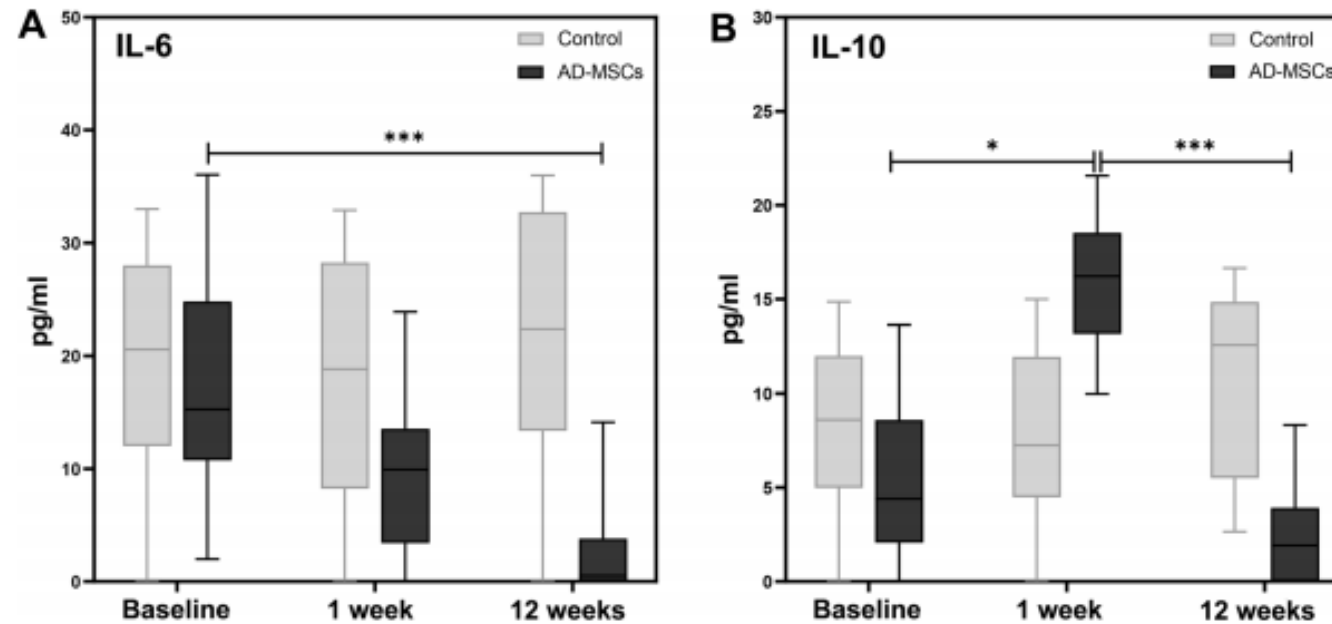 A
IL-6
Control
AD-MSCs
***
pg/ml
50
40
30
20
10
0
Baseline 1 week 12 weeks
B
IL-10
Control
AD-MSCs
* ***
pg/ml
30
25
20
15
10
5
0
Baseline 1 week 12 weeks